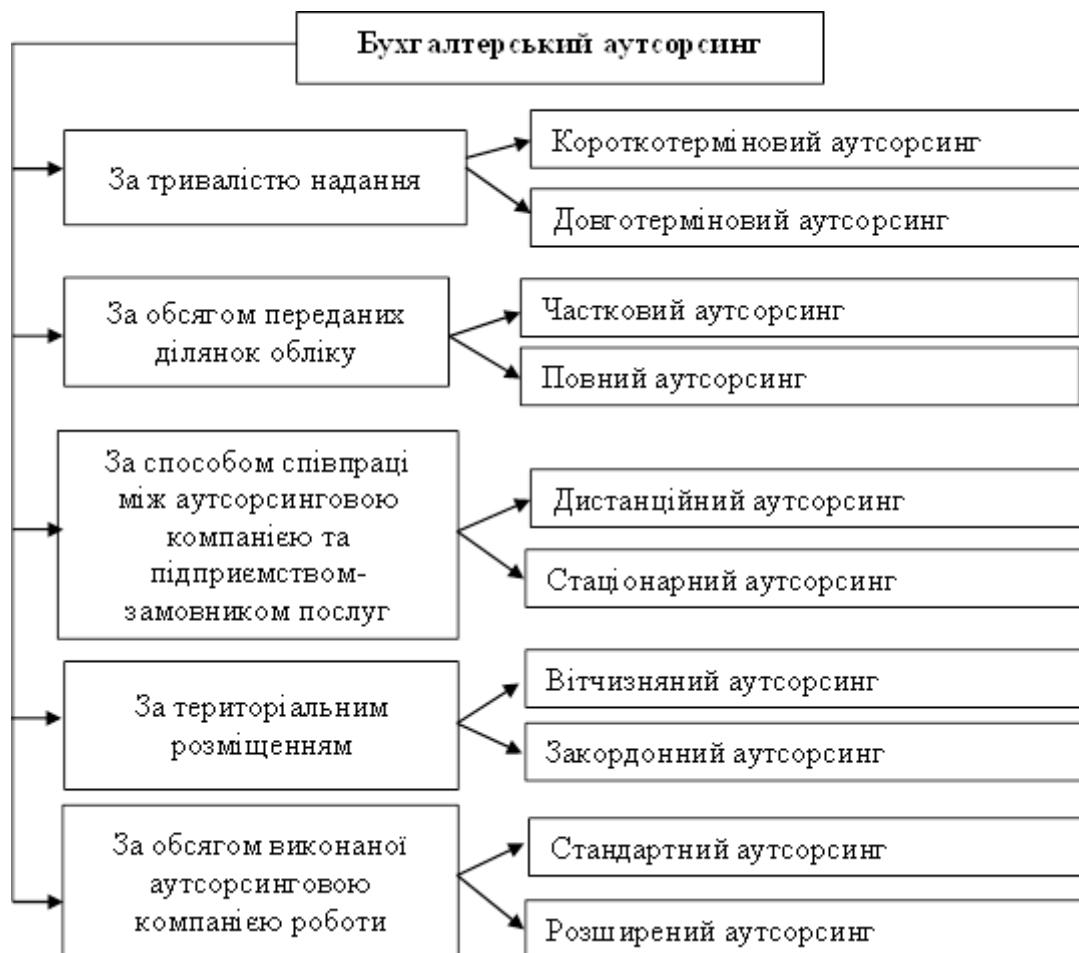 Бухгалтерський аутсорсинг
За тривалістю надання
Короткотерміновий аутсорсинг
Довготерміновий аутсорсинг
За обсягом переданих
ділянок обліку
Частковий аутсорсинг
Повний аутсорсинг
За способом співпраці
між аутсорсинговою
компанією та
підприємством-
замовником послуг
Дистанційний аутсорсинг
Стаціонарний аутсорсинг
За територіальним
розміщенням
Вітчизняний аутсорсинг
Закордонний аутсорсинг
За обсягом виконаної
аутсорсинговою
компанією роботи
Стандартний аутсорсинг
Розширений аутсорсинг